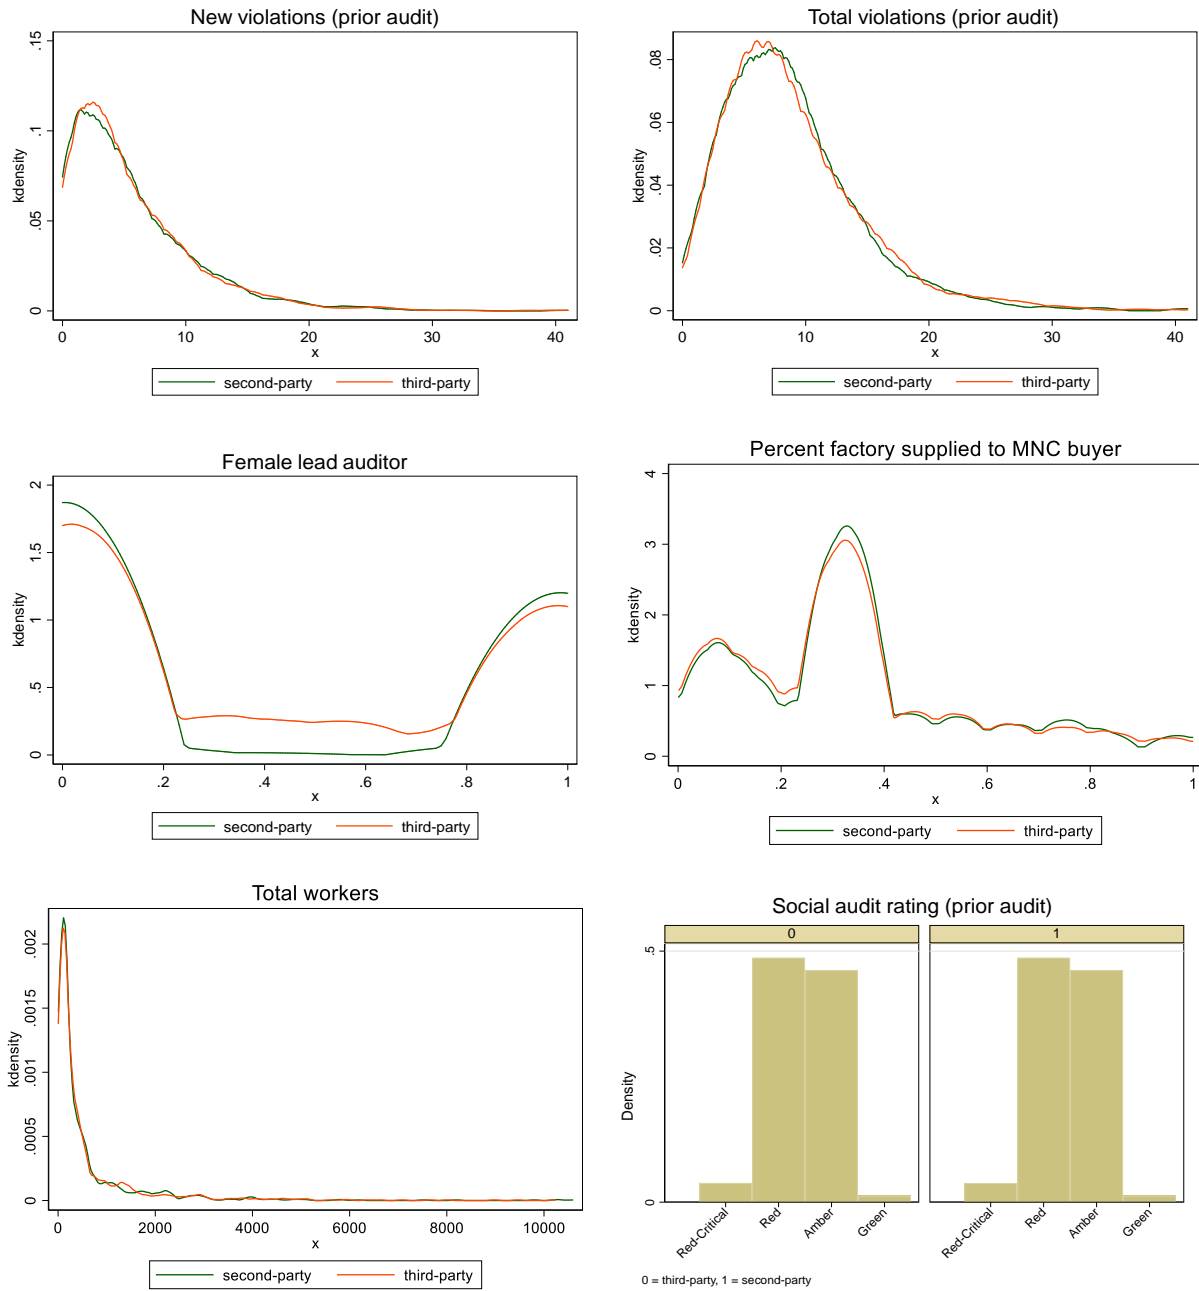 New violations (prior audit)
kdensity
0 .05 .1 .15
0 10 20 30 40
x
second-party third-party
Total violations (prior audit)
kdensity
0 .02 .04 .06 .08
0 10 20 30 40
x
second-party third-party
Female lead auditor
kdensity
0 .5 1 1.5 2
0 .2 .4 .6 .8 1
x
second-party third-party
Percent factory supplied to MNC buyer
kdensity
0 1 2 3 4
0 .2 .4 .6 .8 1
x
second-party third-party
Total workers
kdensity
0 .0005 .001 .0015 .002
0 2000 4000 6000 8000 10000
x
second-party third-party
Social audit rating (prior audit)
0 1
Density
0 .5
Red-Critical Red Amber Green Red-Critical Red Amber Green
0 = third-party, 1 = second-party